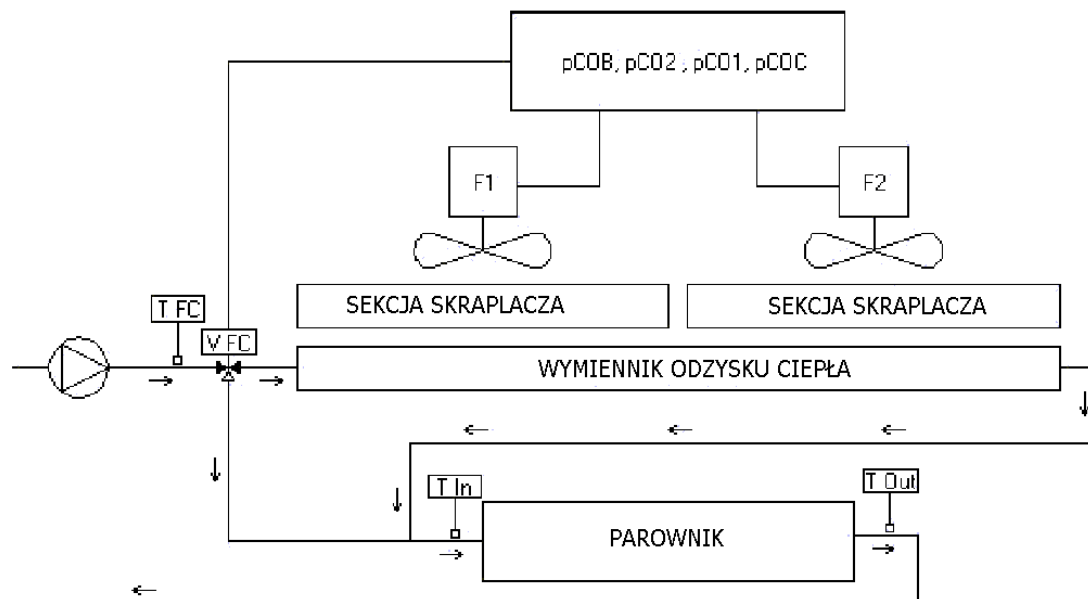 pCOB, pCO2 , pCO1, pCOC
F1
F2
SEKCJA SKRAPLACZA
SEKCJA SKRAPLACZA
T FC
V FC
WYMIENNIK ODZYSKU CIEPŁA
T In
T Out
PAROWNIK